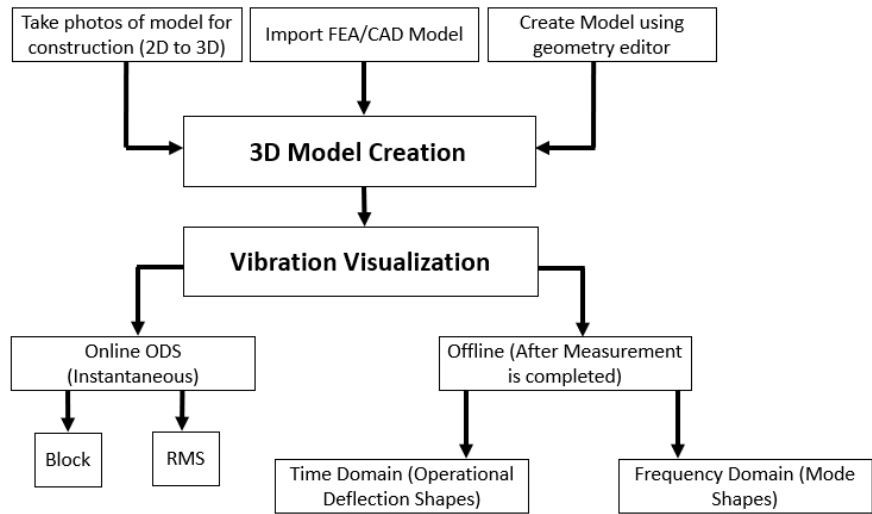 Take photos of model for
construction (2D to 3D)
Import FEA/CAD Model
Create Model using
geometry editor
3D Model Creation
Vibration Visualization
Online ODS
(Instantaneous)
Offline (After Measurement
is completed)
Block
RMS
Time Domain (Operational
Deflection Shapes)
Frequency Domain (Mode
Shapes)